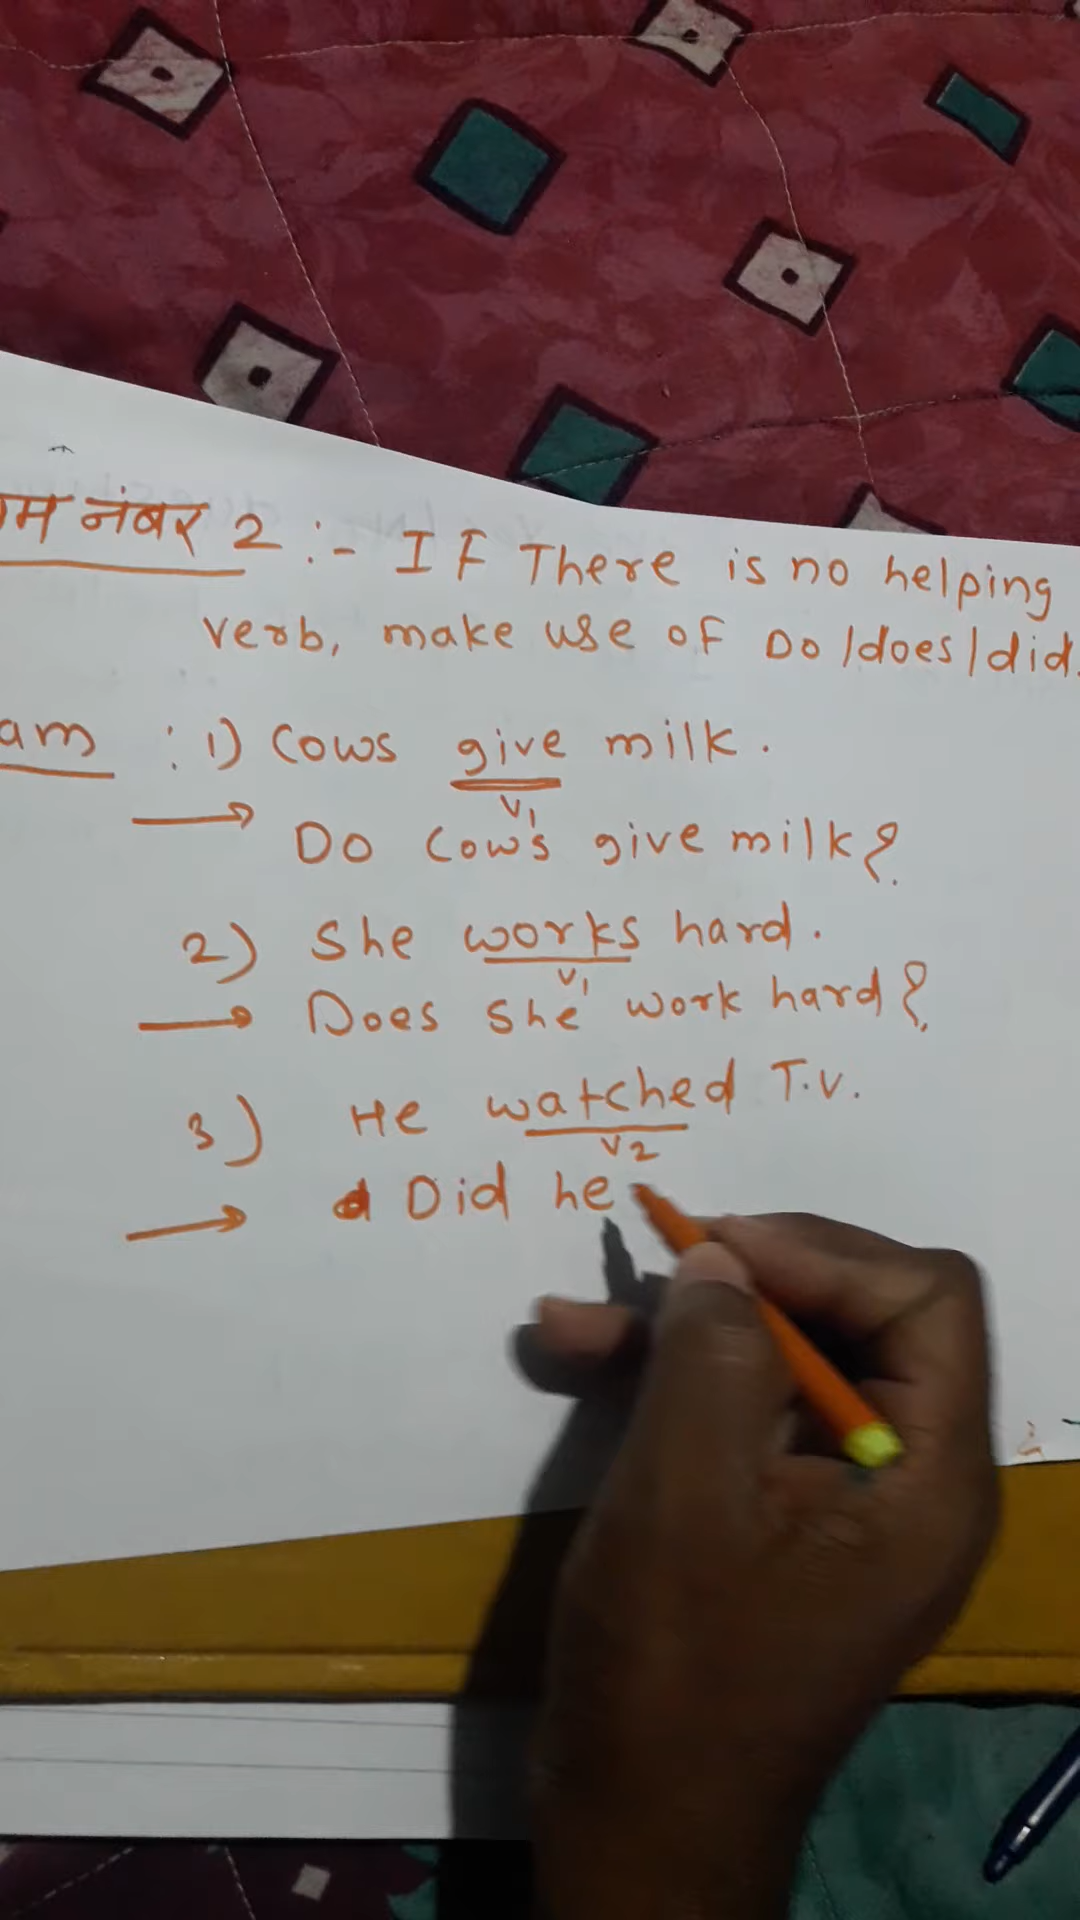 नंबर 2 :- IF There is no helping
verb, make use of Do/does/did.
am : 1) Cows give milk.
V1
Do Cows give milk?
2) She works hard.
V1
Does She work hard?
3) He watched T.V.
V2
d Did he